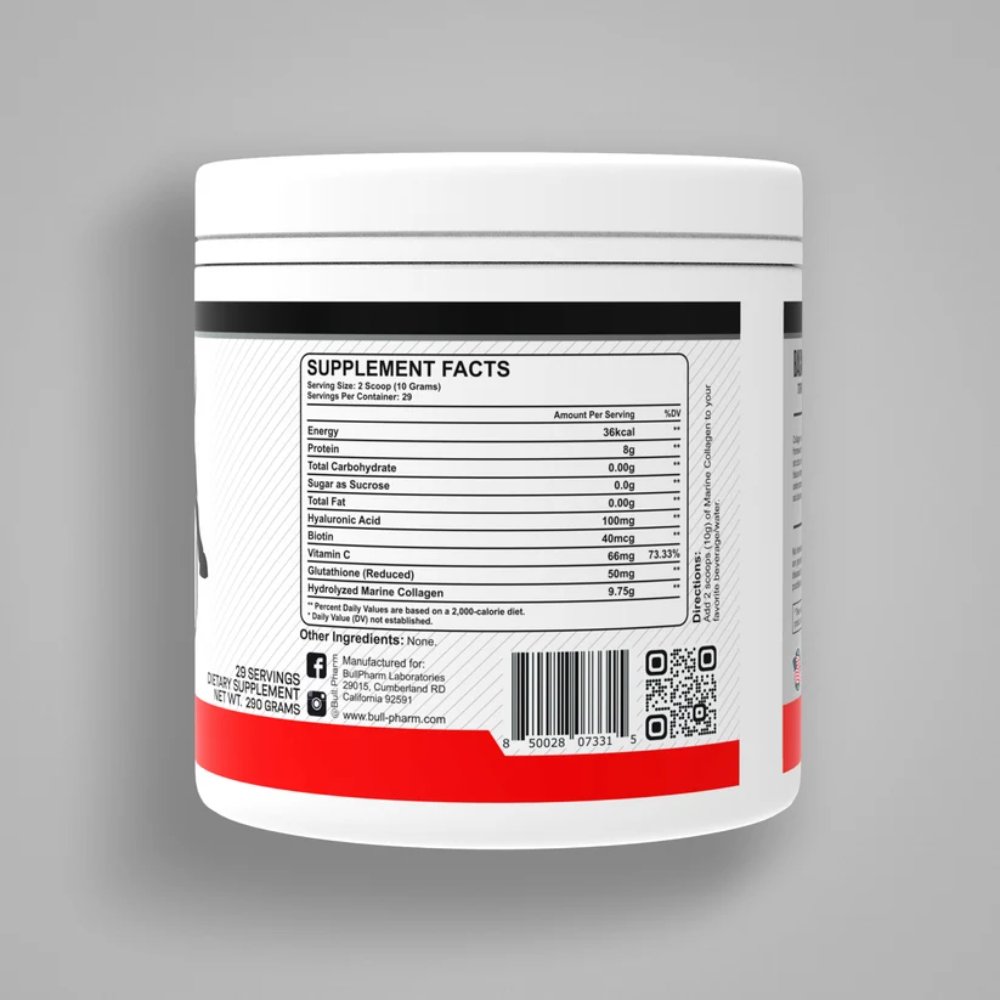 SUPPLEMENT FACTS
Serving Size: 2 Scoop (10 Grams)
Servings Per Container: 29
Amount Per Serving %DV
Energy 36kcal **
Protein 8g **
Total Carbohydrate 0.00g **
Sugar as Sucrose 0.0g **
Total Fat 0.00g **
Hyaluronic Acid 100mg **
Biotin 40mcg **
Vitamin C 66mg 73.33%
Glutathione (Reduced) 50mg **
Hydrolyzed Marine Collagen 9.75g **
** Percent Daily Values are based on a 2,000-calorie diet.
* Daily Value (DV) not established.
Other Ingredients: None.
Directions:
Add 2 scoops (10g) of Marine Collagen to your
favorite beverage/water.
29 SERVINGS
DIETARY SUPPLEMENT
NET WT. 290 GRAMS
@Bull.Pharm
Manufactured for:
BullPharm Laboratories
29015, Cumberland RD
California 92591
www.bull-pharm.com
8 50028 07331 5